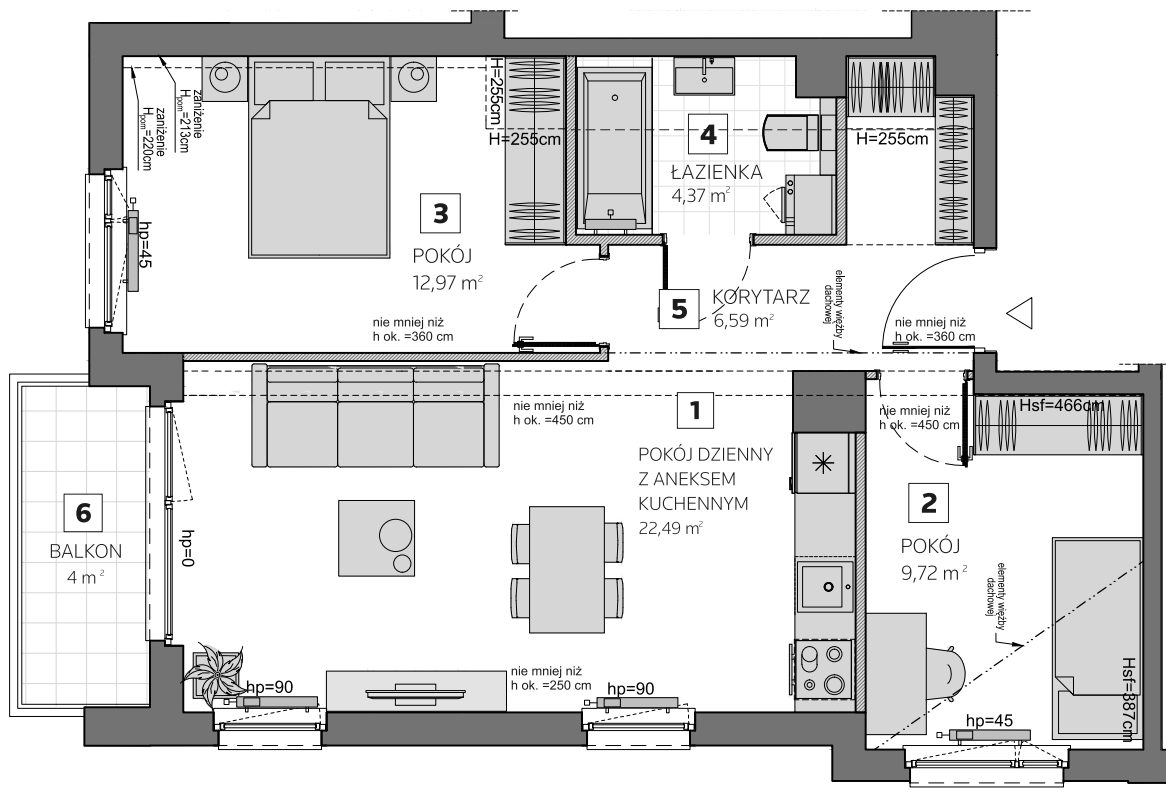 zaniżenie
Hpom=213cm
zaniżenie
Hpom=220cm
H=255cm
H=255cm
4
ŁAZIENKA
4,37 m²
H=255cm
3
POKÓJ
12,97 m²
hp=45
nie mniej niż
h ok. =360 cm
5
KORYTARZ
6,59 m²
elementy więźby
dachowej
nie mniej niż
h ok. =360 cm
1
POKÓJ DZIENNY
Z ANEKSEM
KUCHENNYM
22,49 m²
nie mniej niż
h ok. =450 cm
nie mniej niż
h ok. =450 cm
Hsf=466cm
6
BALKON
4 m²
hp=0
2
POKÓJ
9,72 m²
elementy więźby
dachowej
Hsf=387cm
hp=90
nie mniej niż
h ok. =250 cm
hp=90
hp=45